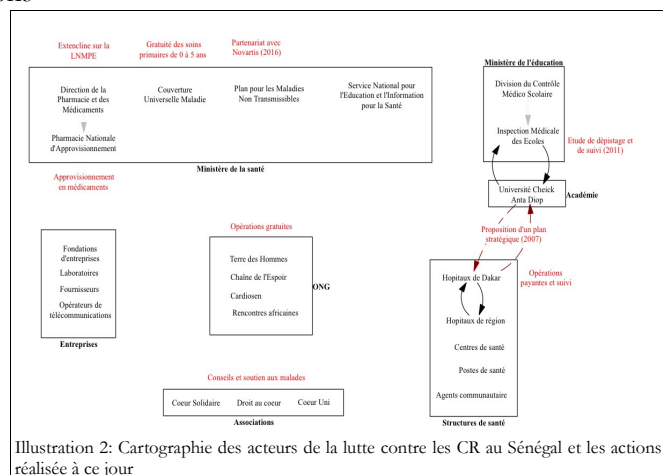 Extencline sur la
LNMPE
Gratuité des soins
primaires de 0 à 5 ans
Partenariat avec
Novartis (2016)
Direction de la
Pharmacie et des
Médicaments
Pharmacie Nationale
d'Approvisionnement
Couverture
Universelle Maladie
Plan pour les Maladies
Non Transmissibles
Service National pour
l'Education et l'Information
pour la Santé
Ministère de la santé
Approvisionnement
en médicaments
Ministère de l'éducation
Division du Contrôle
Médico Scolaire
Inspection Médicale
des Ecoles
Etude de dépistage et
de suivi (2011)
Université Cheick
Anta Diop
Académie
Proposition d'un plan
stratégique (2007)
Opérations
payantes et suivi
Fondations
d'entreprises
Laboratoires
Fournisseurs
Opérateurs de
télécommunications
Entreprises
Opérations gratuites
Terre des Hommes
Chaîne de l'Espoir
Cardiosen
Rencontres africaines
ONG
Hopitaux de Dakar
Hopitaux de région
Centres de santé
Postes de santé
Agents communautaire
Structures de santé
Conseils et soutien aux malades
Coeur Solidaire
Droit au coeur
Coeur Uni
Associations
Illustration 2: Cartographie des acteurs de la lutte contre les CR au Sénégal et les actions
réalisée à ce jour